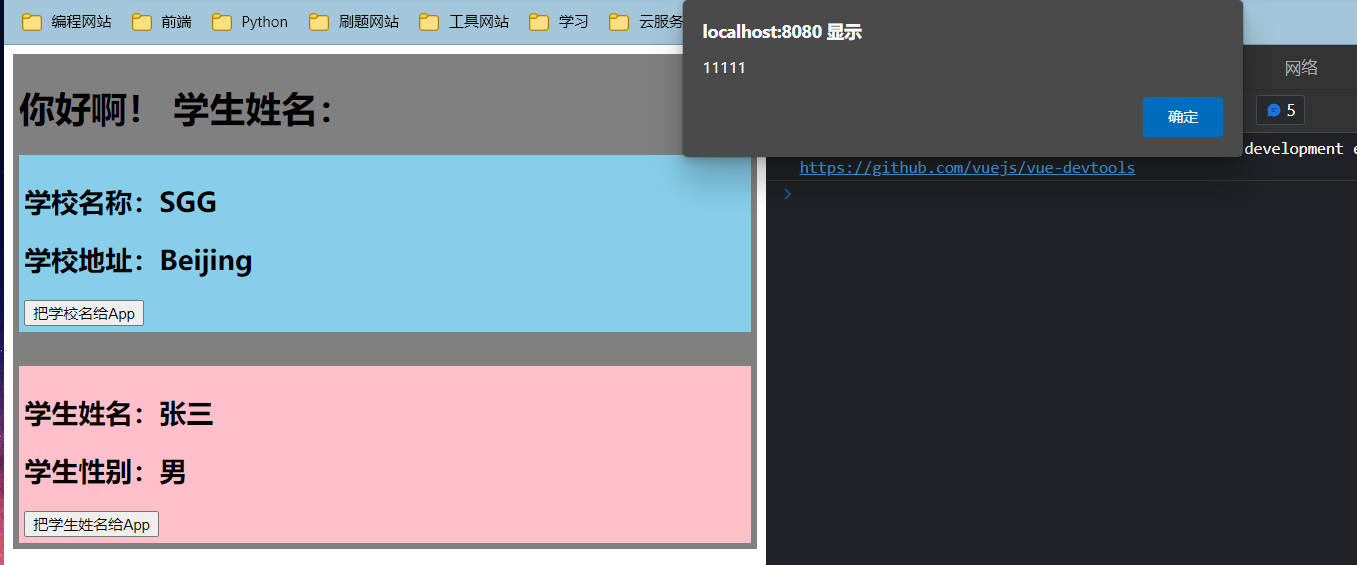 编程网站 前端 Python 刷题网站 工具网站 学习 云服务
localhost:8080 显示
11111
确定
网络
5
你好啊！ 学生姓名：
development e
https://github.com/vuejs/vue-devtools
学校名称：SGG
学校地址：Beijing
把学校名给App
学生姓名：张三
学生性别：男
把学生姓名给App